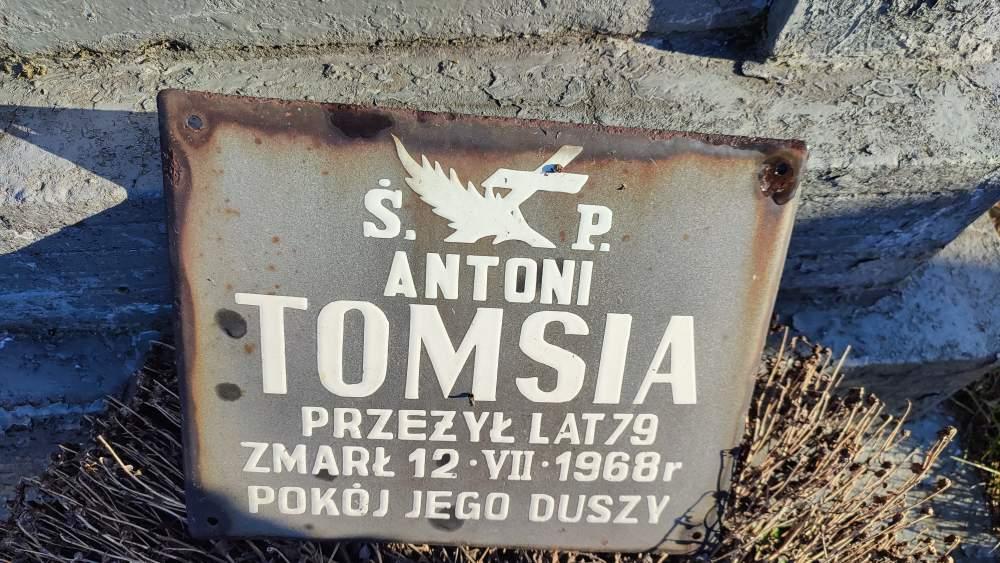 Ś. P.
ANTONI
TOMSIA
PRZEŻYŁ LAT 79
ZMARŁ 12·VII·1968r
POKÓJ JEGO DUSZY